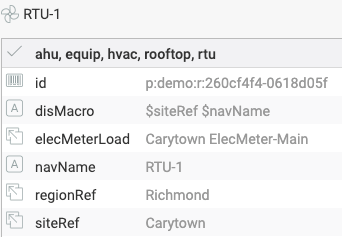 RTU-1
ahu, equip, hvac, rooftop, rtu
id p:demo:r:260cf4f4-0618d05f
A disMacro $siteRef $navName
elecMeterLoad Carytown ElecMeter-Main
A navName RTU-1
regionRef Richmond
siteRef Carytown